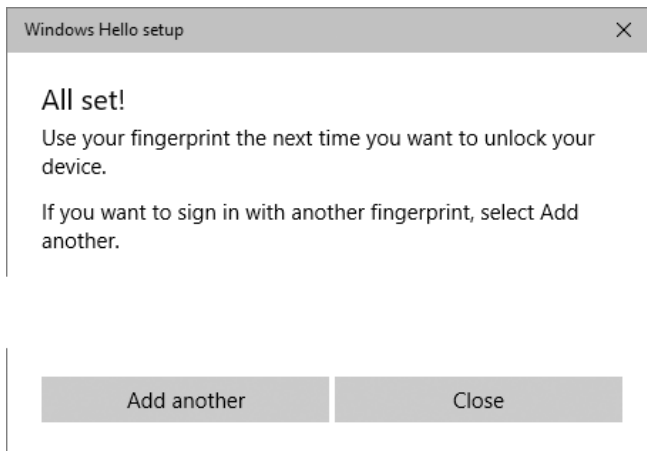 Windows Hello setup
All set!
Use your fingerprint the next time you want to unlock your
device.
If you want to sign in with another fingerprint, select Add
another.
Add another
Close